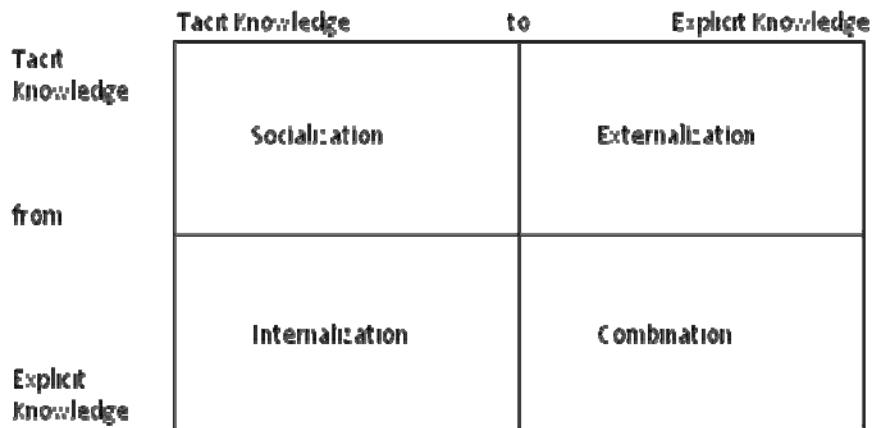 Tacit Knowledge to Explicit Knowledge
Tacit
Knowledge
Socialization Externalization
from
Internalization Combination
Explicit
Knowledge